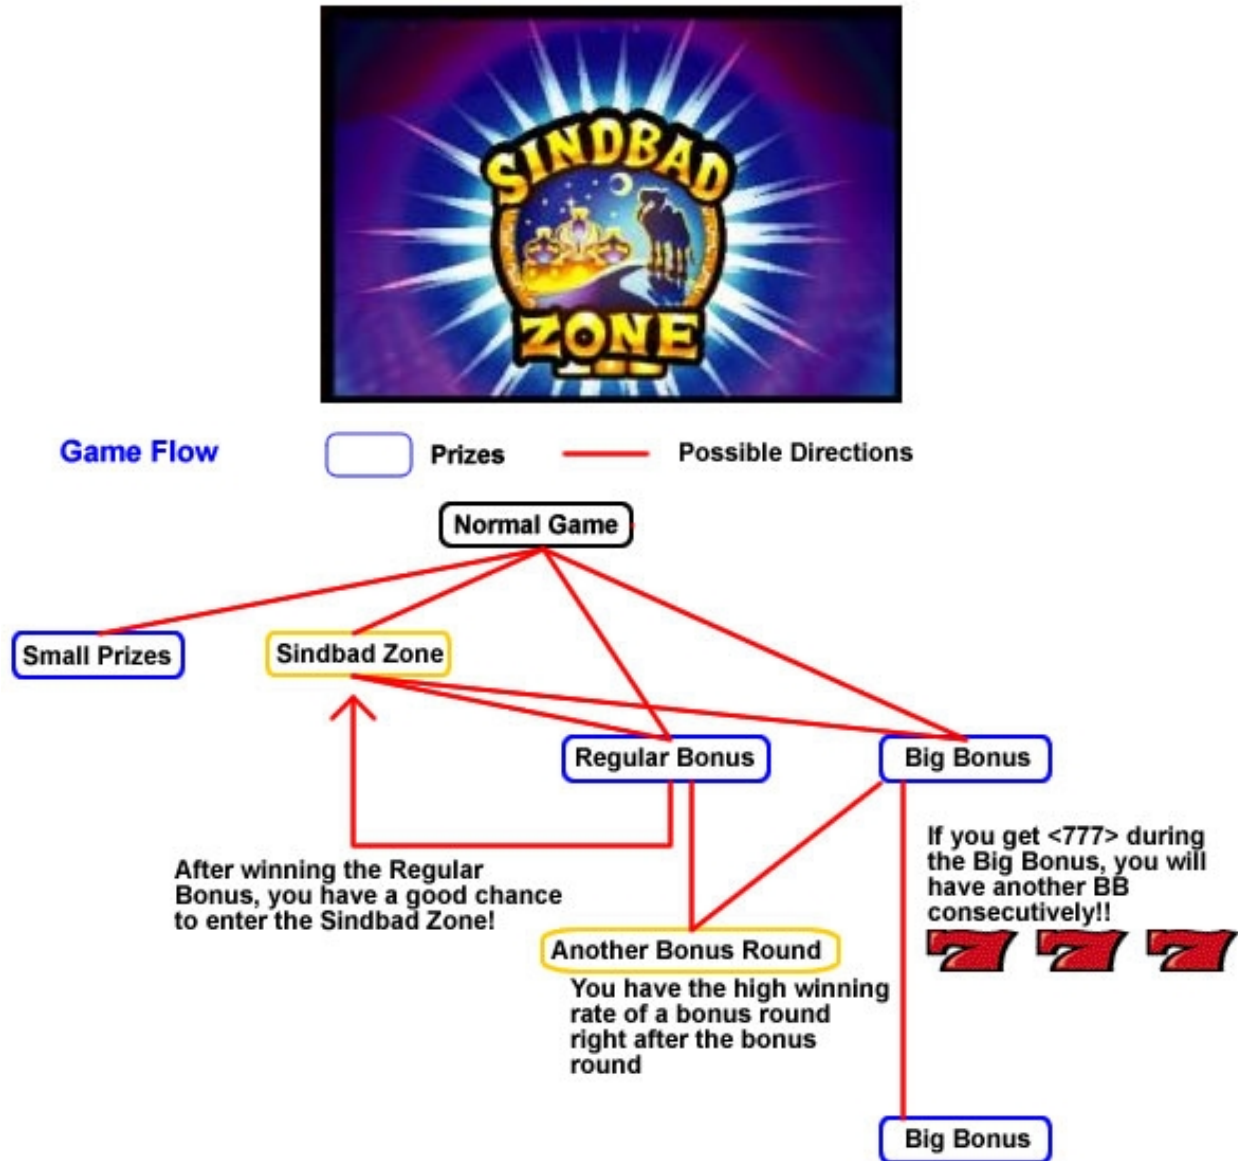 SINDBAD
ZONE
Game Flow
Prizes
Possible Directions
Normal Game
Small Prizes
Sindbad Zone
Regular Bonus
Big Bonus
If you get <777> during
the Big Bonus, you will
have another BB
consecutively!!
7 7 7
After winning the Regular
Bonus, you have a good chance
to enter the Sindbad Zone!
Another Bonus Round
You have the high winning
rate of a bonus round
right after the bonus
round
Big Bonus